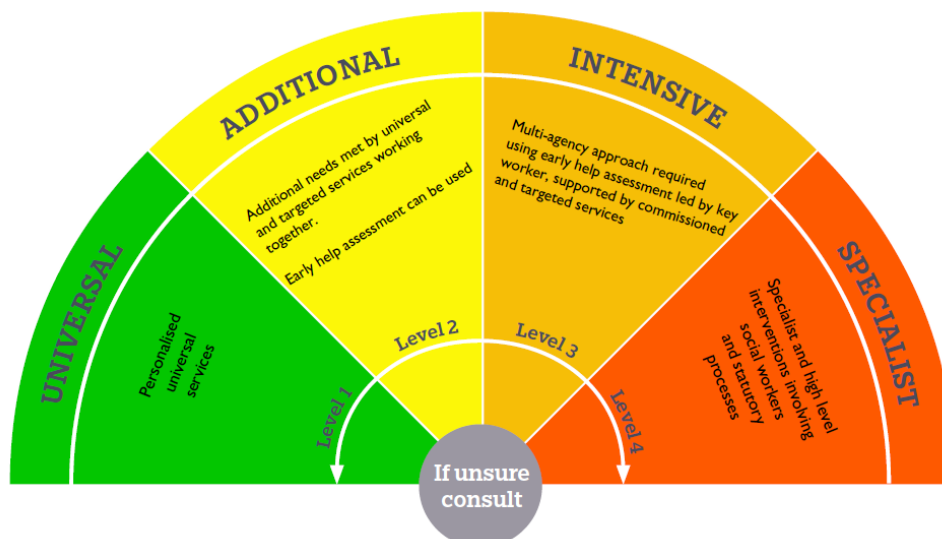 UNIVERSAL
Personalised
universal
services
Level 1
ADDITIONAL
Additional needs met by universal
and targeted services working
together.
Early help assessment can be used
Level 2
INTENSIVE
Multi-agency approach required
using early help assessment led by key
worker, supported by commissioned
and targeted services
Level 3
SPECIALIST
Specialist and high level
interventions involving
social workers
and statutory
processes
Level 4
If unsure
consult